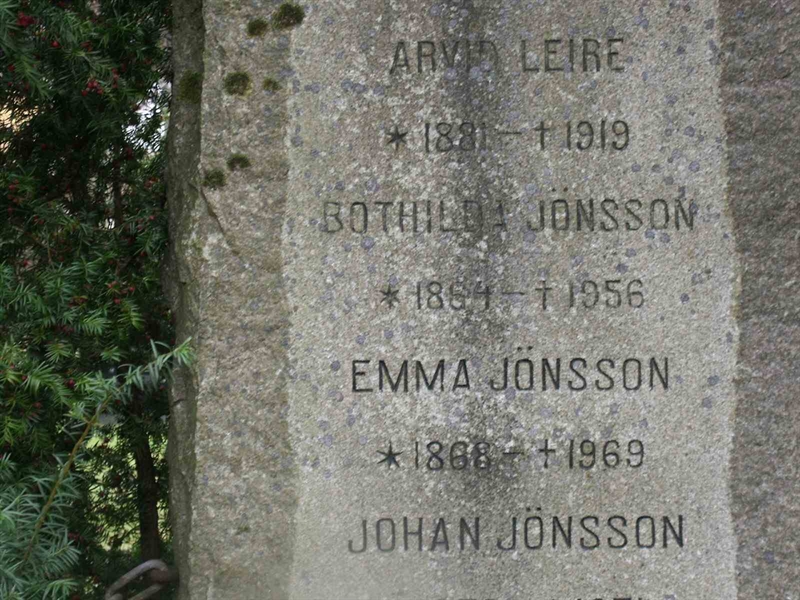 ARVID LEIRE
* 1881 – † 1919
BOTHILDA JÖNSSON
* 1864 – † 1956
EMMA JÖNSSON
* 1868 – † 1969
JOHAN JÖNSSON